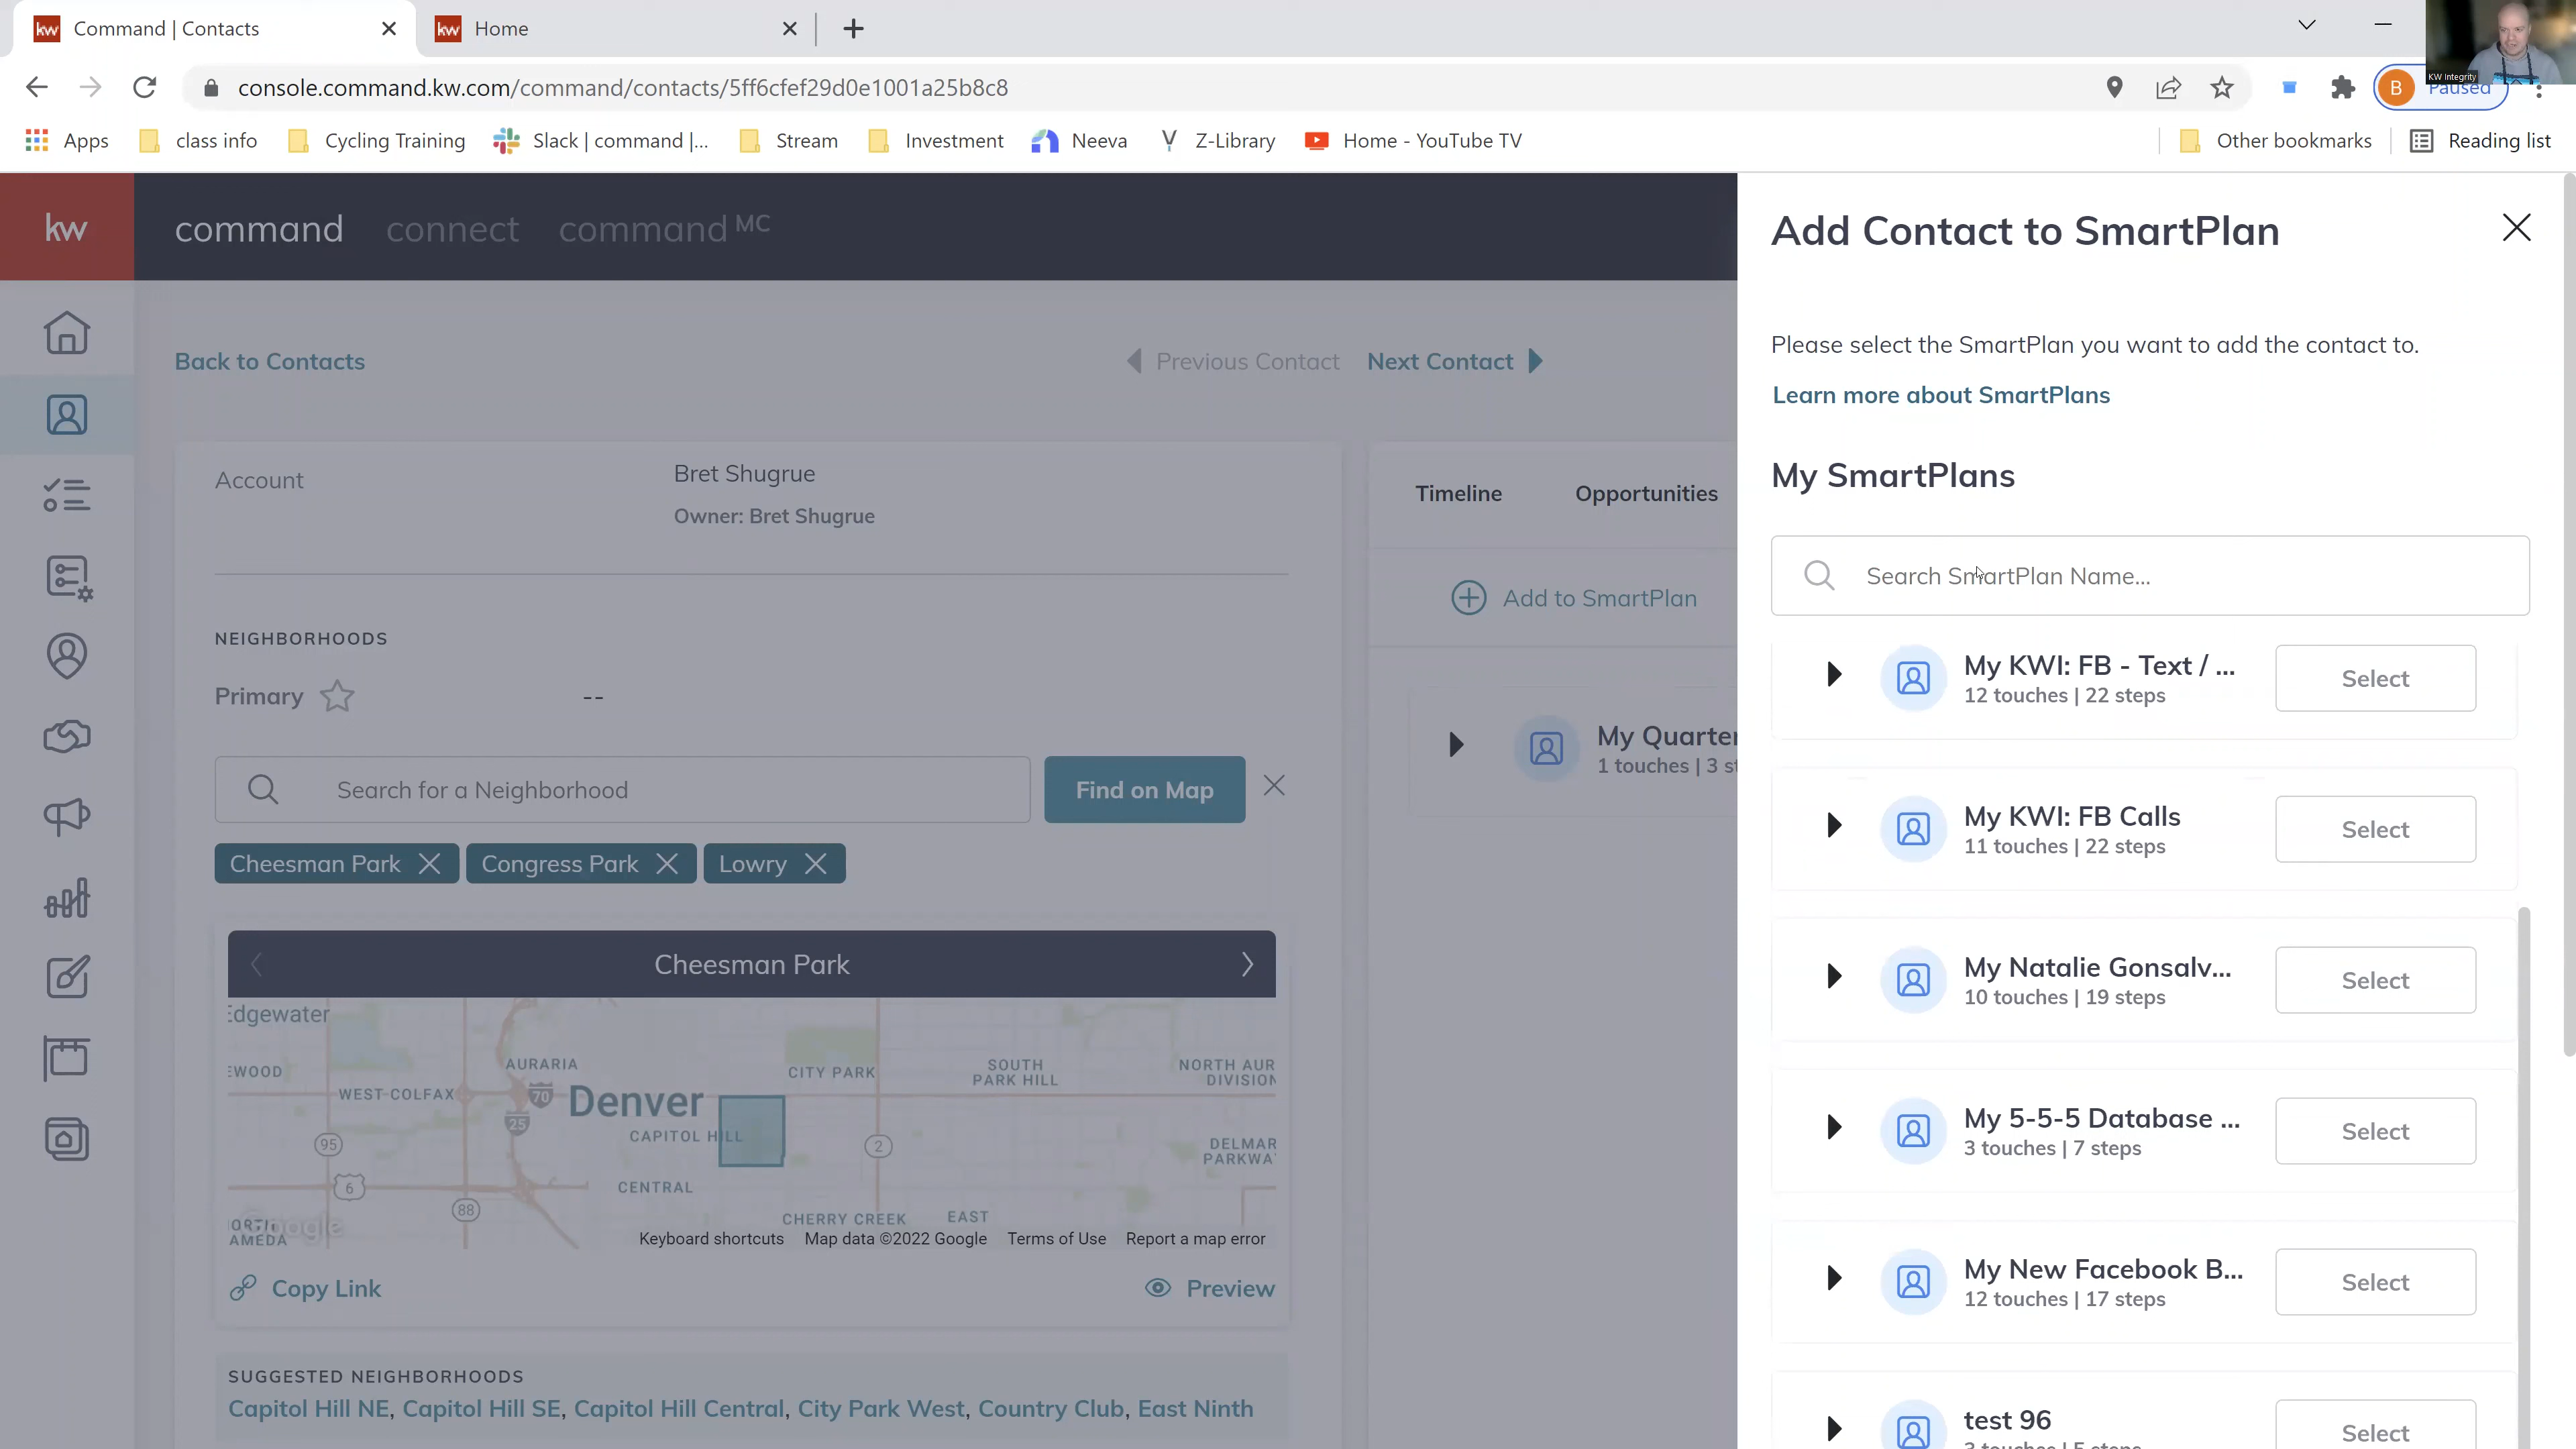 kw Command | Contacts
kw Home
console.command.kw.com/command/contacts/5ff6cfef29d0e1001a25b8c8
KW Integrity
B Paused
Apps
class info
Cycling Training
Slack | command |...
Stream
Investment
Neeva
Z-Library
Home - YouTube TV
Other bookmarks
Reading list
kw
command
connect
command MC
Back to Contacts
Previous Contact
Next Contact
Account
Bret Shugrue
Owner: Bret Shugrue
NEIGHBORHOODS
Primary
--
Search for a Neighborhood
Find on Map
Cheesman Park
Congress Park
Lowry
Cheesman Park
Edgewater
EWOOD
WEST COLFAX
AURARIA
70
25
Denver
CAPITOL HILL
CITY PARK
SOUTH
PARK HILL
NORTH AUR
DIVISION
95
2
DELMAR
PARKWA
6
88
CENTRAL
CHERRY CREEK
EAST
AMEDA
Google
Keyboard shortcuts
Map data ©2022 Google
Terms of Use
Report a map error
Copy Link
Preview
SUGGESTED NEIGHBORHOODS
Capitol Hill NE, Capitol Hill SE, Capitol Hill Central, City Park West, Country Club, East Ninth
Timeline
Opportunities
Add to SmartPlan
My Quarter
1 touches | 3 st
Add Contact to SmartPlan
Please select the SmartPlan you want to add the contact to.
Learn more about SmartPlans
My SmartPlans
Search SmartPlan Name...
My KWI: FB - Text / ...
12 touches | 22 steps
Select
My KWI: FB Calls
11 touches | 22 steps
Select
My Natalie Gonsalv...
10 touches | 19 steps
Select
My 5-5-5 Database ...
3 touches | 7 steps
Select
My New Facebook B...
12 touches | 17 steps
Select
test 96
3 touches | 5 steps
Select